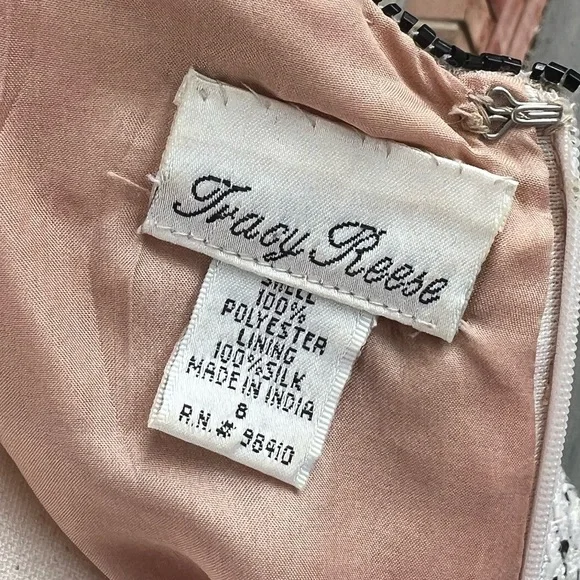 Tracy Reese
SHELL
100%
POLYESTER
LINING
100% SILK
MADE IN INDIA
8
R.N.# 98410